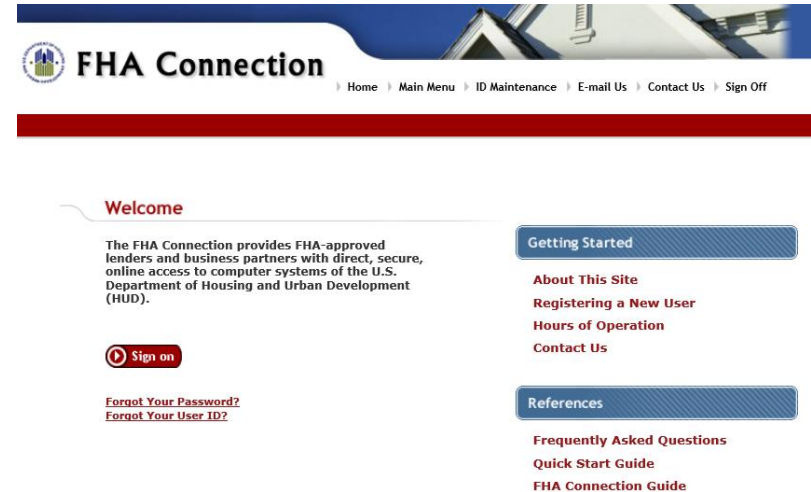 FHA Connection
Home Main Menu ID Maintenance E-mail Us Contact Us Sign Off
Welcome
The FHA Connection provides FHA-approved
lenders and business partners with direct, secure,
online access to computer systems of the U.S.
Department of Housing and Urban Development
(HUD).
Sign on
Forgot Your Password?
Forgot Your User ID?
Getting Started
About This Site
Registering a New User
Hours of Operation
Contact Us
References
Frequently Asked Questions
Quick Start Guide
FHA Connection Guide